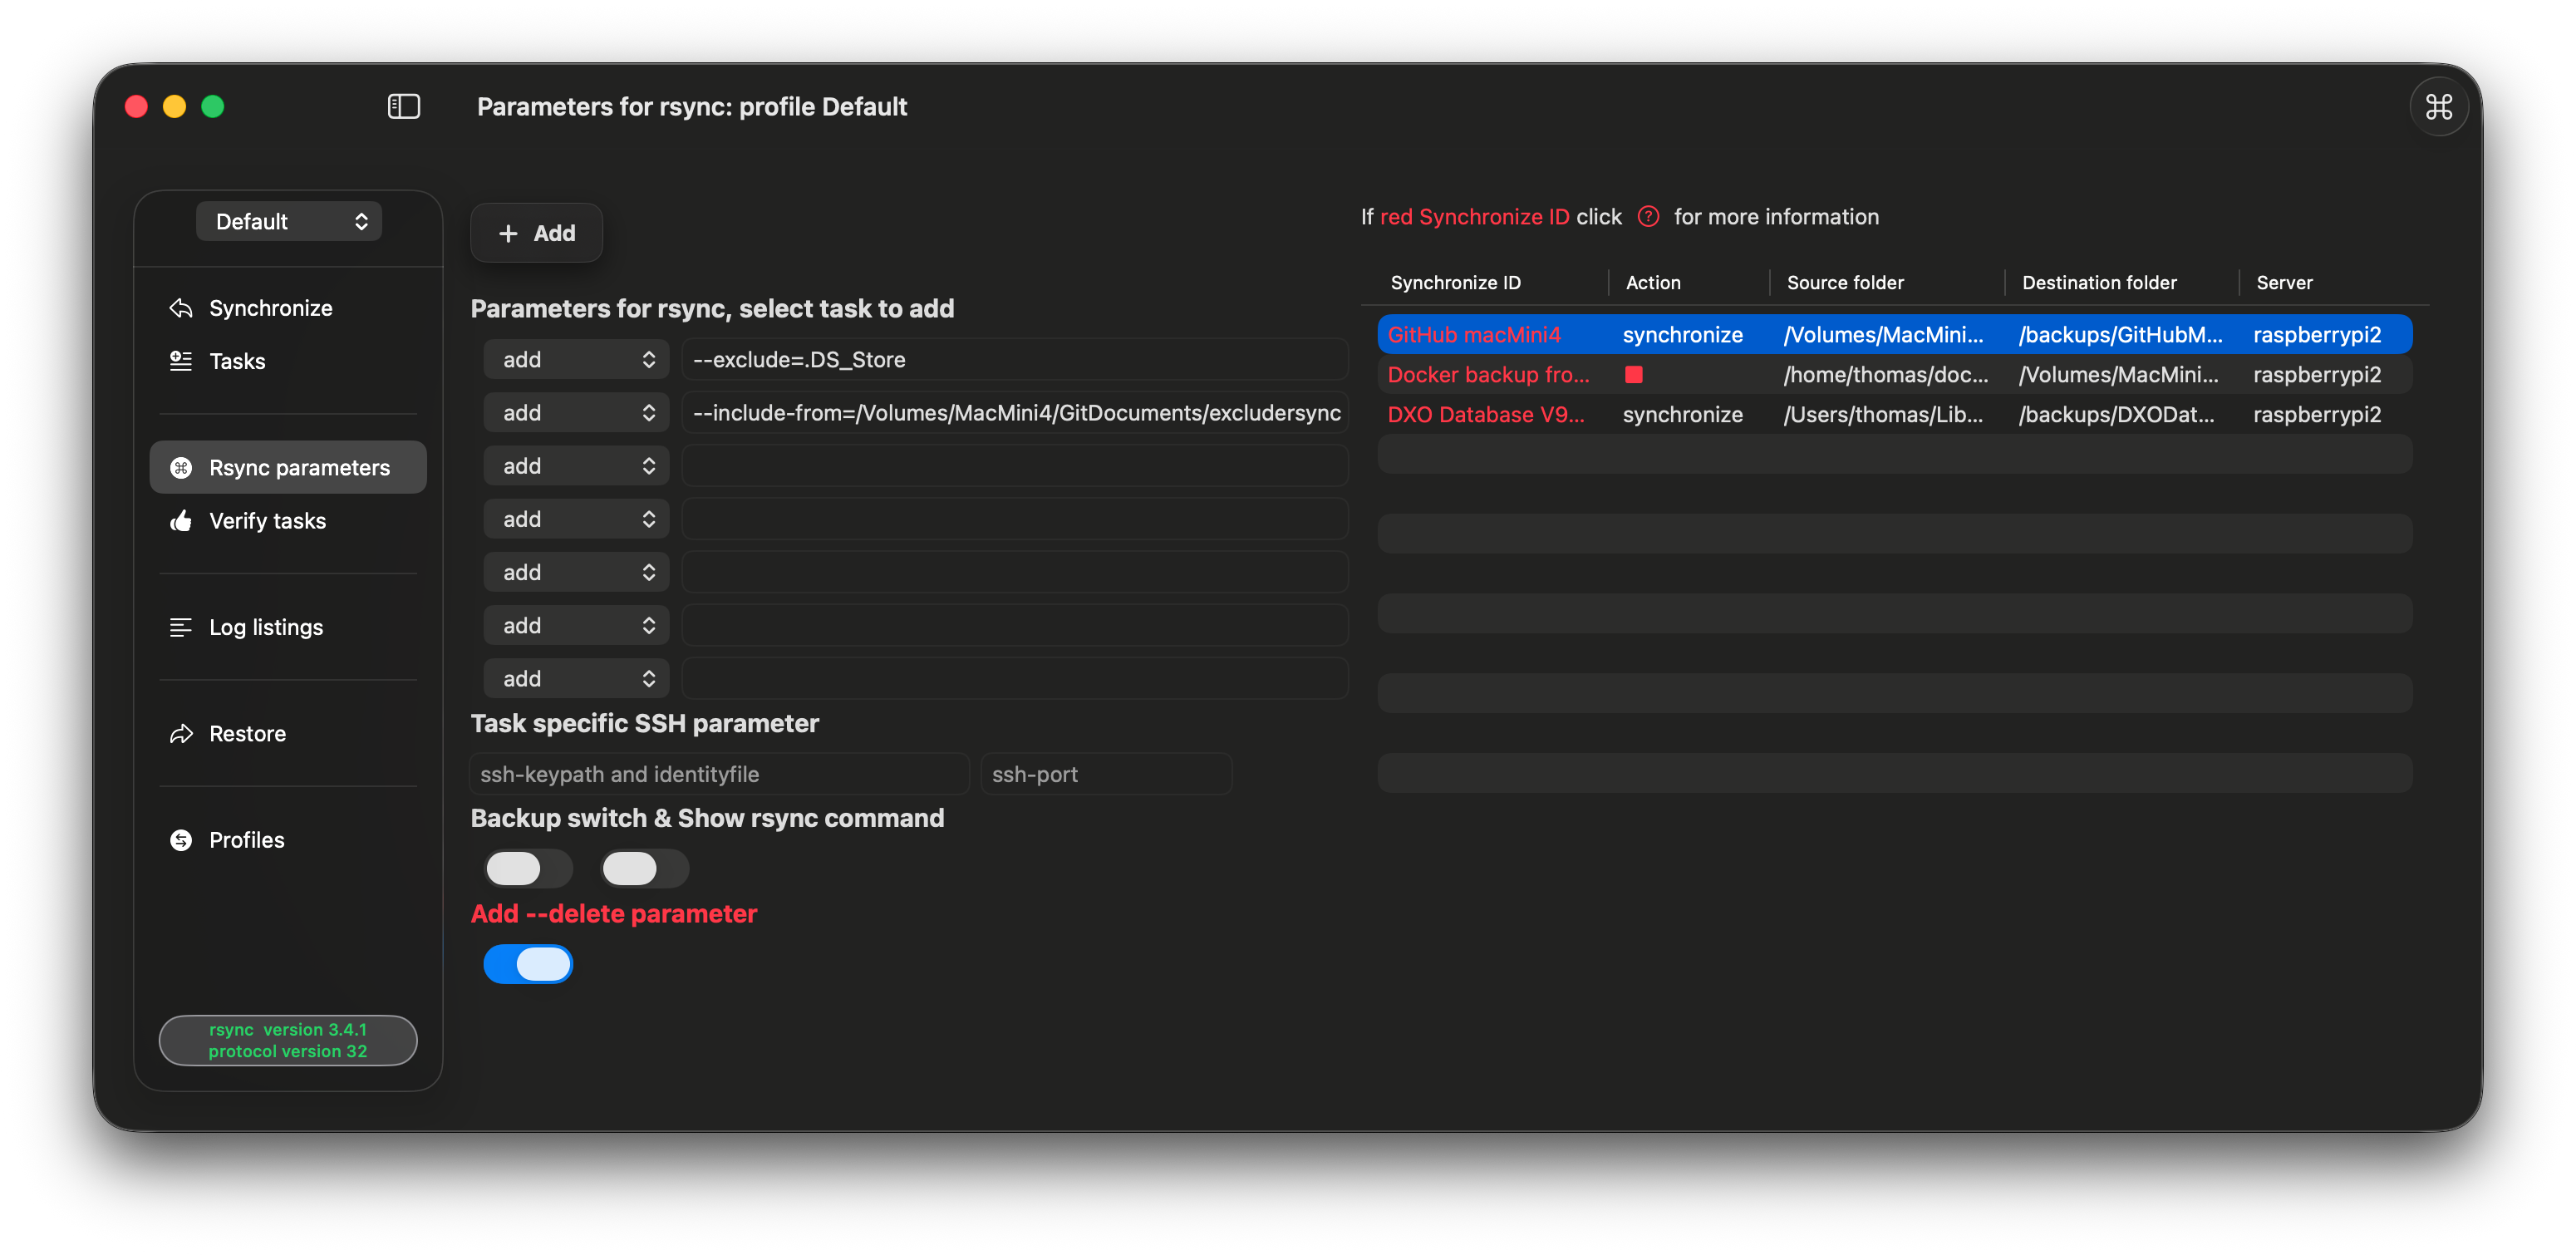 Parameters for rsync: profile Default
Default
Synchronize
Tasks
Rsync parameters
Verify tasks
Log listings
Restore
Profiles
rsync version 3.4.1
protocol version 32
Add
Parameters for rsync, select task to add
add --exclude=.DS_Store
add --include-from=/Volumes/MacMini4/GitDocuments/excludersync
add
add
add
add
add
Task specific SSH parameter
ssh-keypath and identityfile ssh-port
Backup switch & Show rsync command
Add --delete parameter
If red Synchronize ID click ? for more information
Synchronize ID Action Source folder Destination folder Server
GitHub macMini4 synchronize /Volumes/MacMini... /backups/GitHubM... raspberrypi2
Docker backup fro... /home/thomas/doc... /Volumes/MacMini... raspberrypi2
DXO Database V9... synchronize /Users/thomas/Lib... /backups/DXODat... raspberrypi2